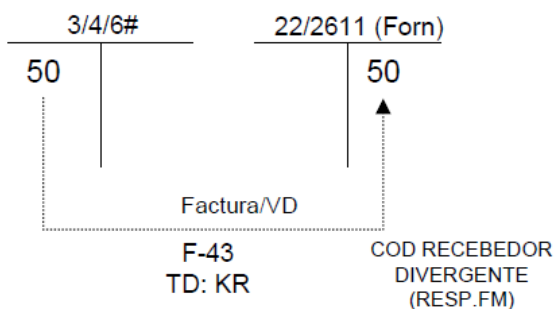 3/4/6# 22/2611 (Forn)
50 50
Factura/VD
F-43 COD RECEBEDOR
TD: KR DIVERGENTE
(RESP.FM)